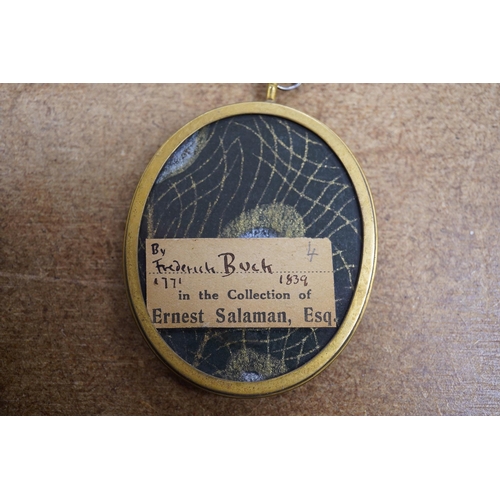 By 4
Frederick Buck
1771 1839
in the Collection of
Ernest Salaman, Esq.